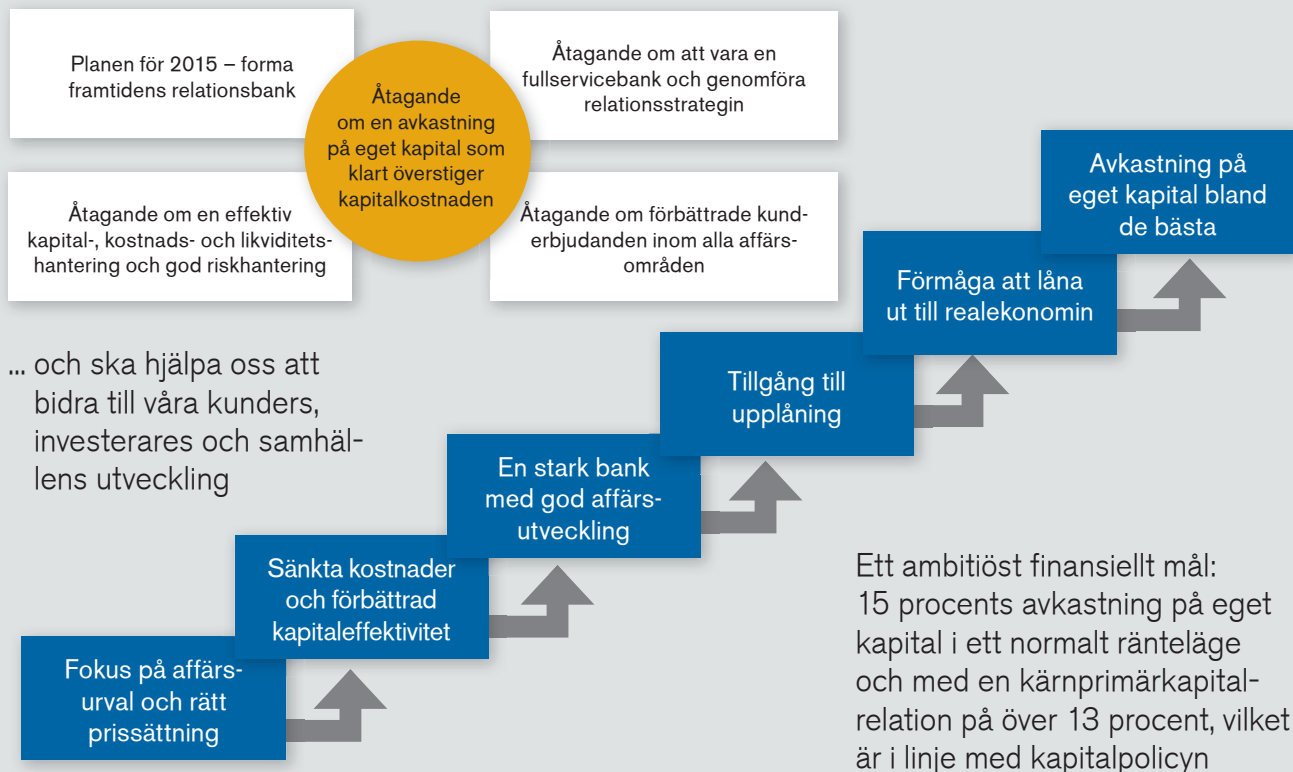 Planen för 2015 – forma
framtidens relationsbank
Åtagande om att vara en
fullservicebank och genomföra
relationsstrategin
Åtagande
om en avkastning
på eget kapital som
klart överstiger
kapitalkostnaden
Åtagande om en effektiv
kapital-, kostnads- och likviditets-
hantering och god riskhantering
Åtagande om förbättrade kund-
erbjudanden inom alla affärs-
områden
... och ska hjälpa oss att
bidra till våra kunders,
investerares och samhäl-
lens utveckling
Fokus på affärs-
urval och rätt
prissättning
Sänkta kostnader
och förbättrad
kapitaleffektivitet
En stark bank
med god affärs-
utveckling
Tillgång till
upplåning
Förmåga att låna
ut till realekonomin
Avkastning på
eget kapital bland
de bästa
Ett ambitiöst finansiellt mål:
15 procents avkastning på eget
kapital i ett normalt ränteläge
och med en kärnprimärkapital-
relation på över 13 procent, vilket
är i linje med kapitalpolicyn